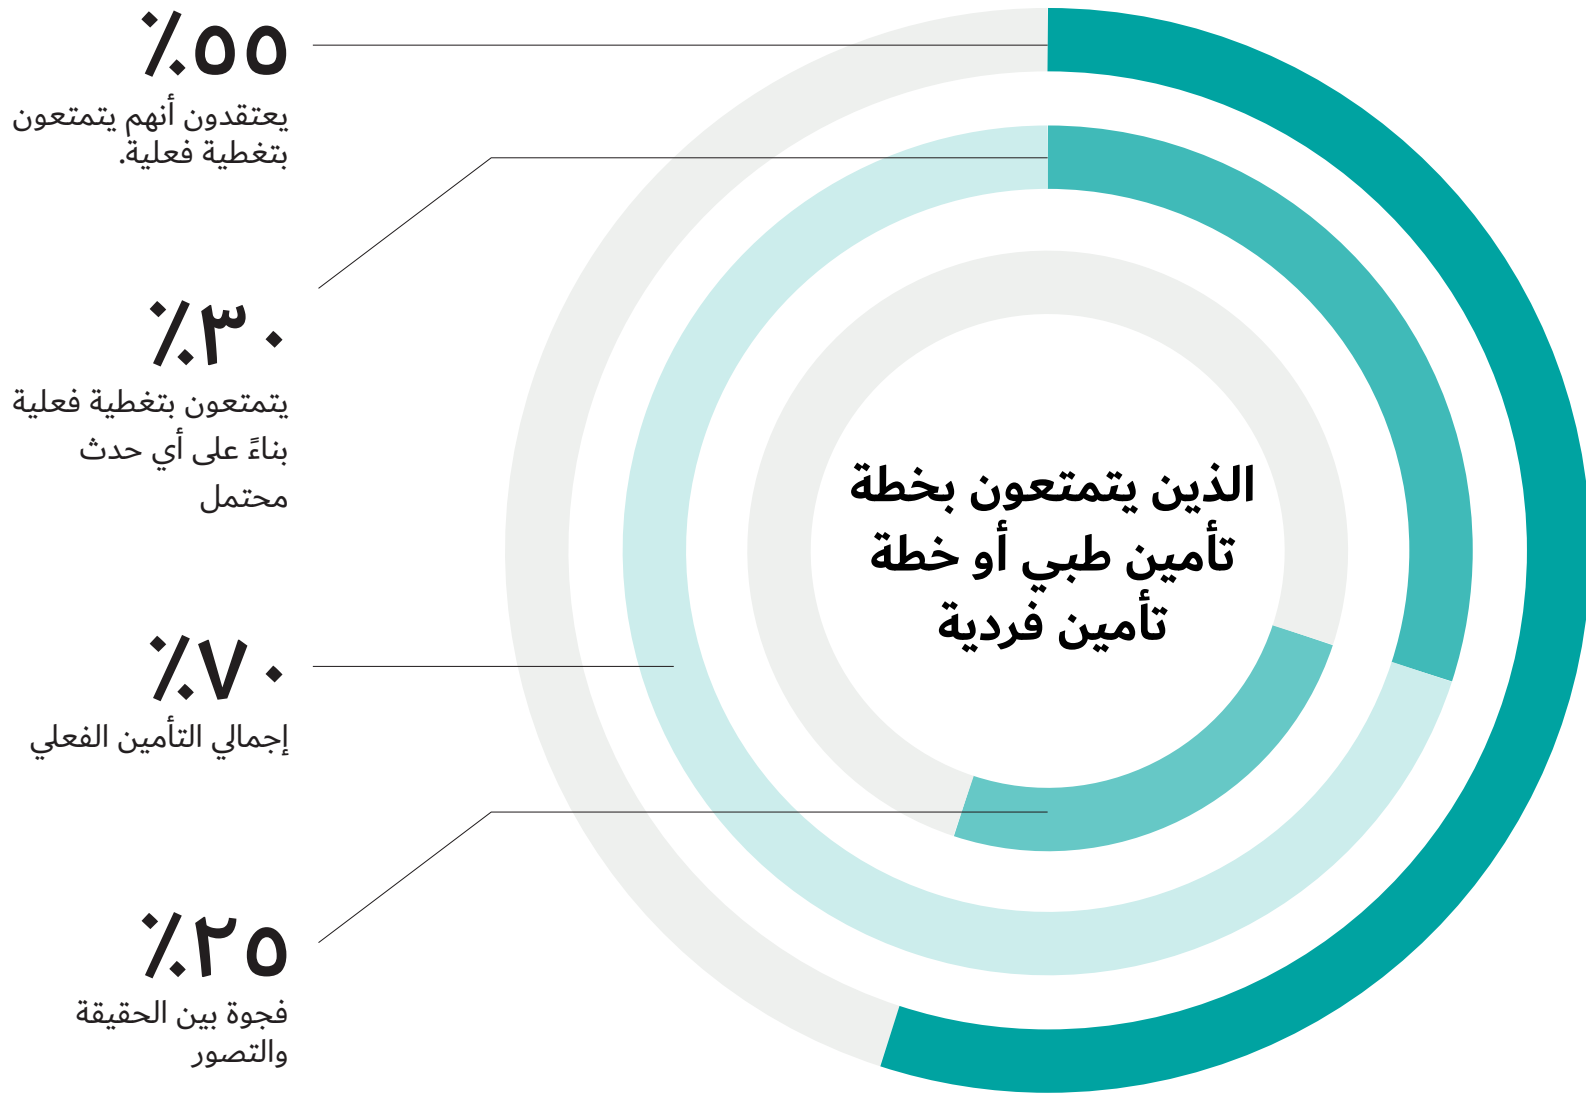 ٥٥٪
يعتقدون أنهم يتمتعون
بتغطية فعلية.
٣٠٪
يتمتعون بتغطية فعلية
بناءً على أي حدث
محتمل
٧٠٪
إجمالي التأمين الفعلي
٢٥٪
فجوة بين الحقيقة
والتصور
الذين يتمتعون بخطة
تأمين طبي أو خطة
تأمين فردية